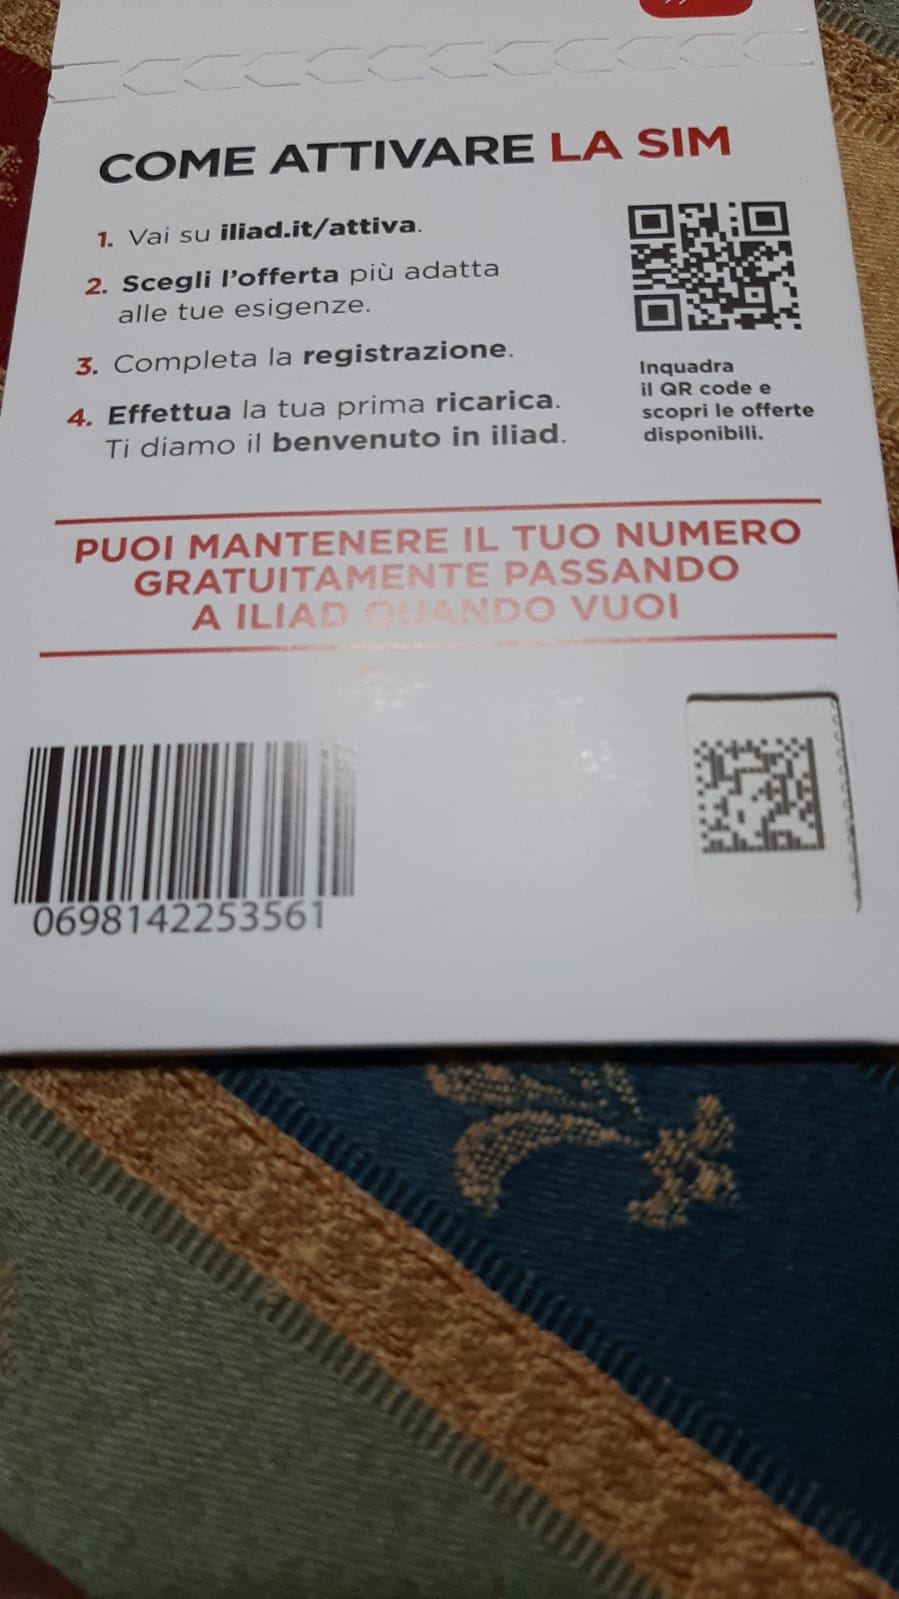 COME ATTIVARE LA SIM
1. Vai su iliad.it/attiva.
2. Scegli l'offerta più adatta
alle tue esigenze.
3. Completa la registrazione.
4. Effettua la tua prima ricarica.
Ti diamo il benvenuto in iliad.
Inquadra
il QR code e
scopri le offerte
disponibili.
PUOI MANTENERE IL TUO NUMERO
GRATUITAMENTE PASSANDO
A ILIAD QUANDO VUOI
0698142253561